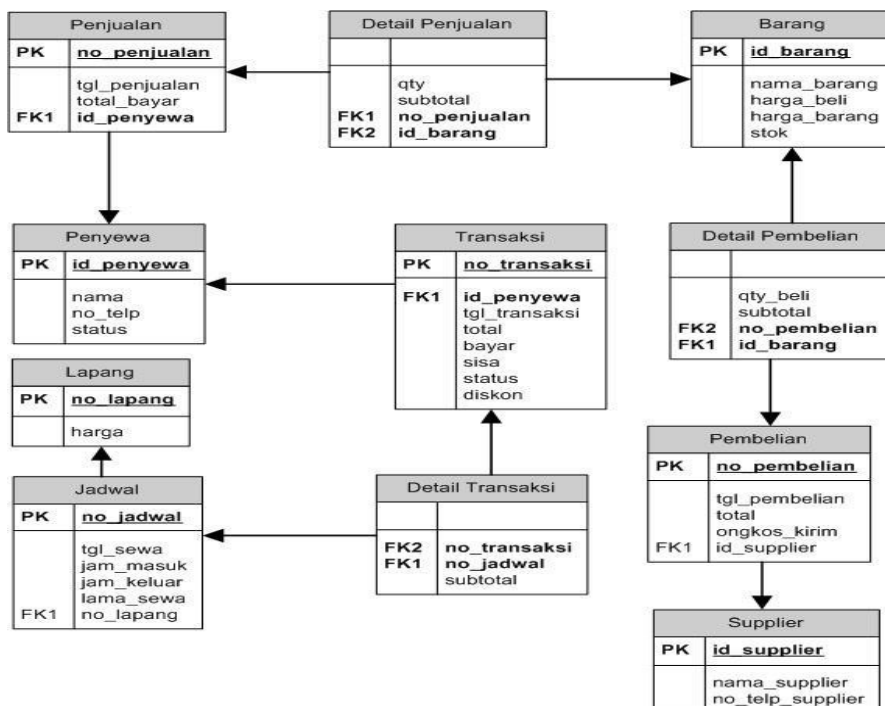 Penjualan
PK no_penjualan
tgl_penjualan
total_bayar
FK1 id_penyewa
Detail Penjualan
qty
subtotal
FK1 no_penjualan
FK2 id_barang
Barang
PK id_barang
nama_barang
harga_beli
harga_barang
stok
Penyewa
PK id_penyewa
nama
no_telp
status
Transaksi
PK no_transaksi
FK1 id_penyewa
tgl_transaksi
total
bayar
sisa
status
diskon
Detail Pembelian
qty_beli
subtotal
FK2 no_pembelian
FK1 id_barang
Lapang
PK no_lapang
harga
Jadwal
PK no_jadwal
tgl_sewa
jam_masuk
jam_keluar
lama_sewa
FK1 no_lapang
Detail Transaksi
FK2 no_transaksi
FK1 no_jadwal
subtotal
Pembelian
PK no_pembelian
tgl_pembelian
total
ongkos_kirim
FK1 id_supplier
Supplier
PK id_supplier
nama_supplier
no_telp_supplier